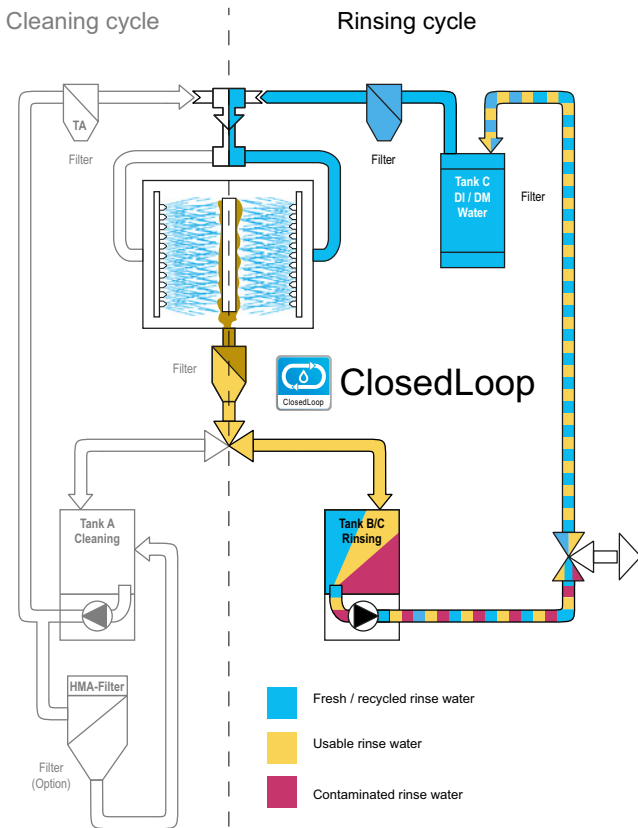 Cleaning cycle
Rinsing cycle
TA
Filter
Filter
Tank C
DI / DM
Water
Filter
Filter
ClosedLoop
ClosedLoop
Tank A
Cleaning
Tank B/C
Rinsing
HMA-Filter
Filter
(Option)
Fresh / recycled rinse water
Usable rinse water
Contaminated rinse water